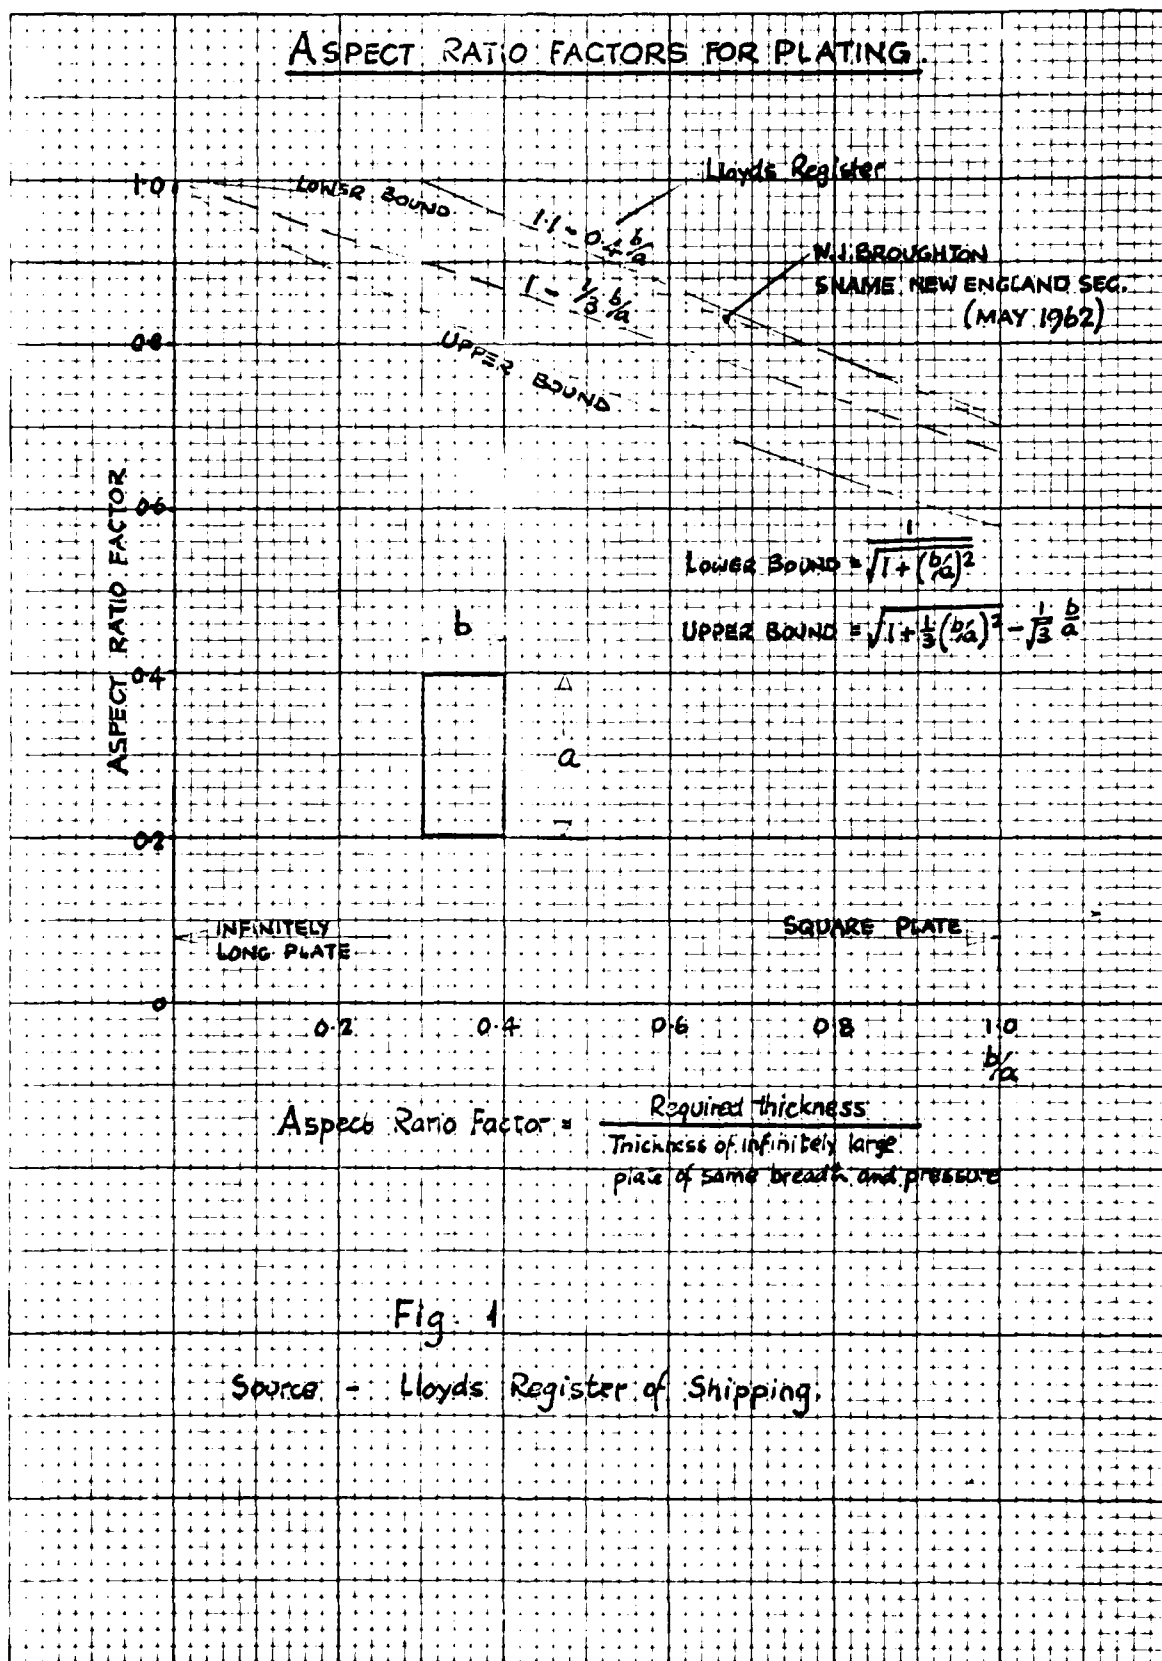 ASPECT RATIO FACTORS FOR PLATING.
Lloyds Register
1.0
LOWER BOUND
1.1 - 0.4 b/a
W.J. BROUGHTON
SNAME NEW ENGLAND SEC.
(MAY 1962)
1 - 1/3 b/a
0.8
UPPER BOUND
ASPECT RATIO FACTOR
0.6
LOWER BOUND = 1/√(1 + (b/a)²)
b
UPPER BOUND = √(1 + 1/3 (b/a)²) - 1/√3 b/a
0.4
a
0.2
INFINITELY
LONG PLATE
SQUARE PLATE
0
0.2 0.4 0.6 0.8 1.0
b/a
Aspect Ratio Factor = Required thickness
Thickness of infinitely large
plate of same breadth and pressure
Fig. 1
Source - Lloyds Register of Shipping.